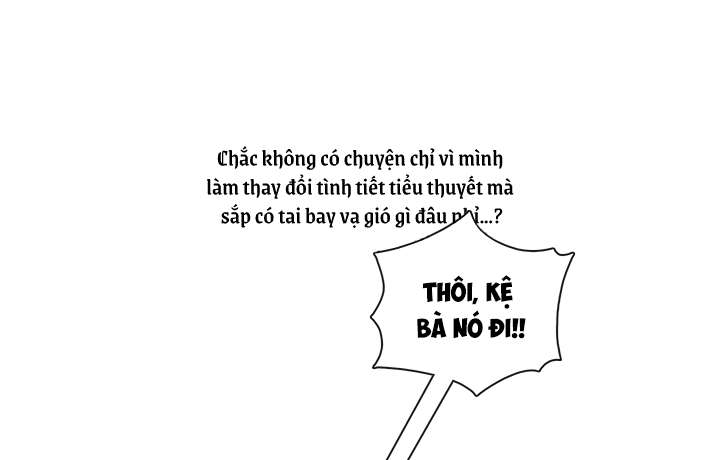 Chắc không có chuyện chỉ vì mình
làm thay đổi tình tiết tiểu thuyết mà
sắp có tai bay vạ gió gì đâu nhỉ...?
THÔI, KỆ
BÀ NÓ ĐI!!